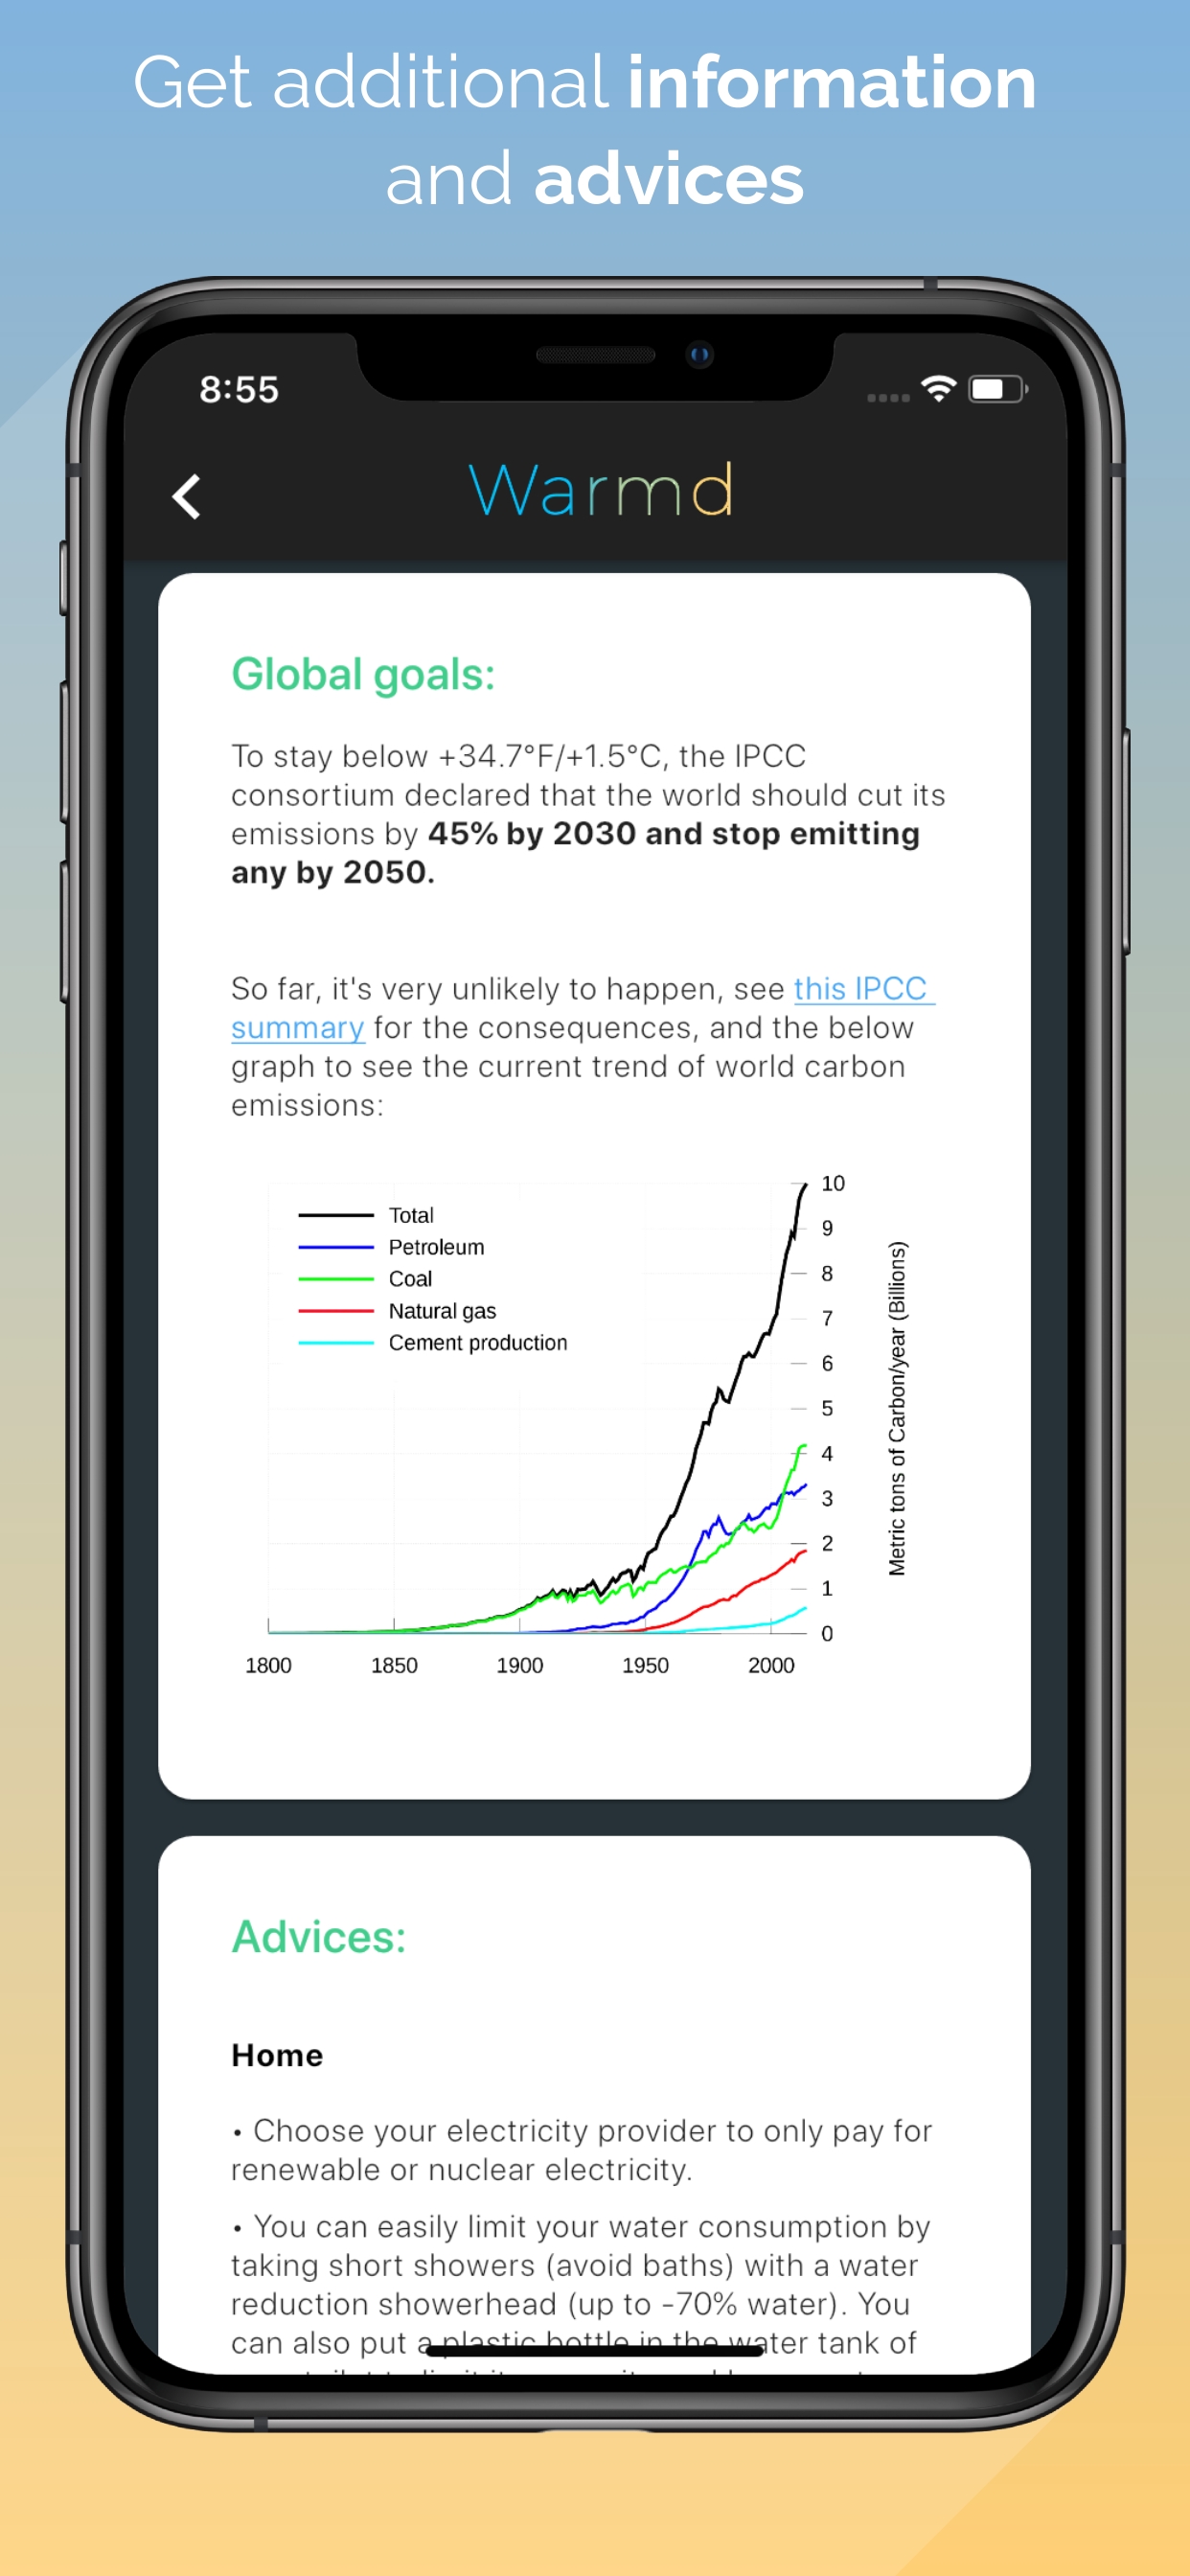 Get additional information
and advices
8:55
Warmd
Global goals:
To stay below +34.7°F/+1.5°C, the IPCC
consortium declared that the world should cut its
emissions by 45% by 2030 and stop emitting
any by 2050.
So far, it's very unlikely to happen, see this IPCC
summary for the consequences, and the below
graph to see the current trend of world carbon
emissions:
Total
Petroleum
Coal
Natural gas
Cement production
10
9
8
7
6
5
4
3
2
1
0
Metric tons of Carbon/year (Billions)
1800 1850 1900 1950 2000
Advices:
Home
• Choose your electricity provider to only pay for
renewable or nuclear electricity.
• You can easily limit your water consumption by
taking short showers (avoid baths) with a water
reduction showerhead (up to -70% water). You
can also put a plastic bottle in the water tank of